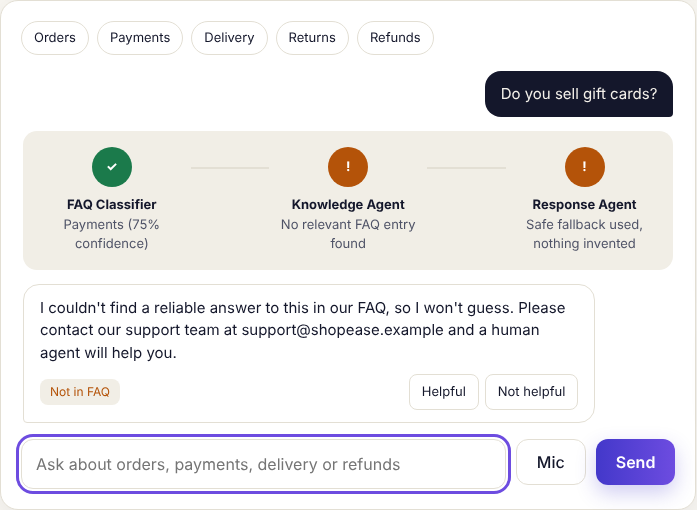 Orders
Payments
Delivery
Returns
Refunds
Do you sell gift cards?
✓
!
!
FAQ Classifier
Payments (75%
confidence)
Knowledge Agent
No relevant FAQ entry
found
Response Agent
Safe fallback used,
nothing invented
I couldn't find a reliable answer to this in our FAQ, so I won't guess. Please
contact our support team at support@shopease.example and a human
agent will help you.
Not in FAQ
Helpful
Not helpful
Ask about orders, payments, delivery or refunds
Mic
Send